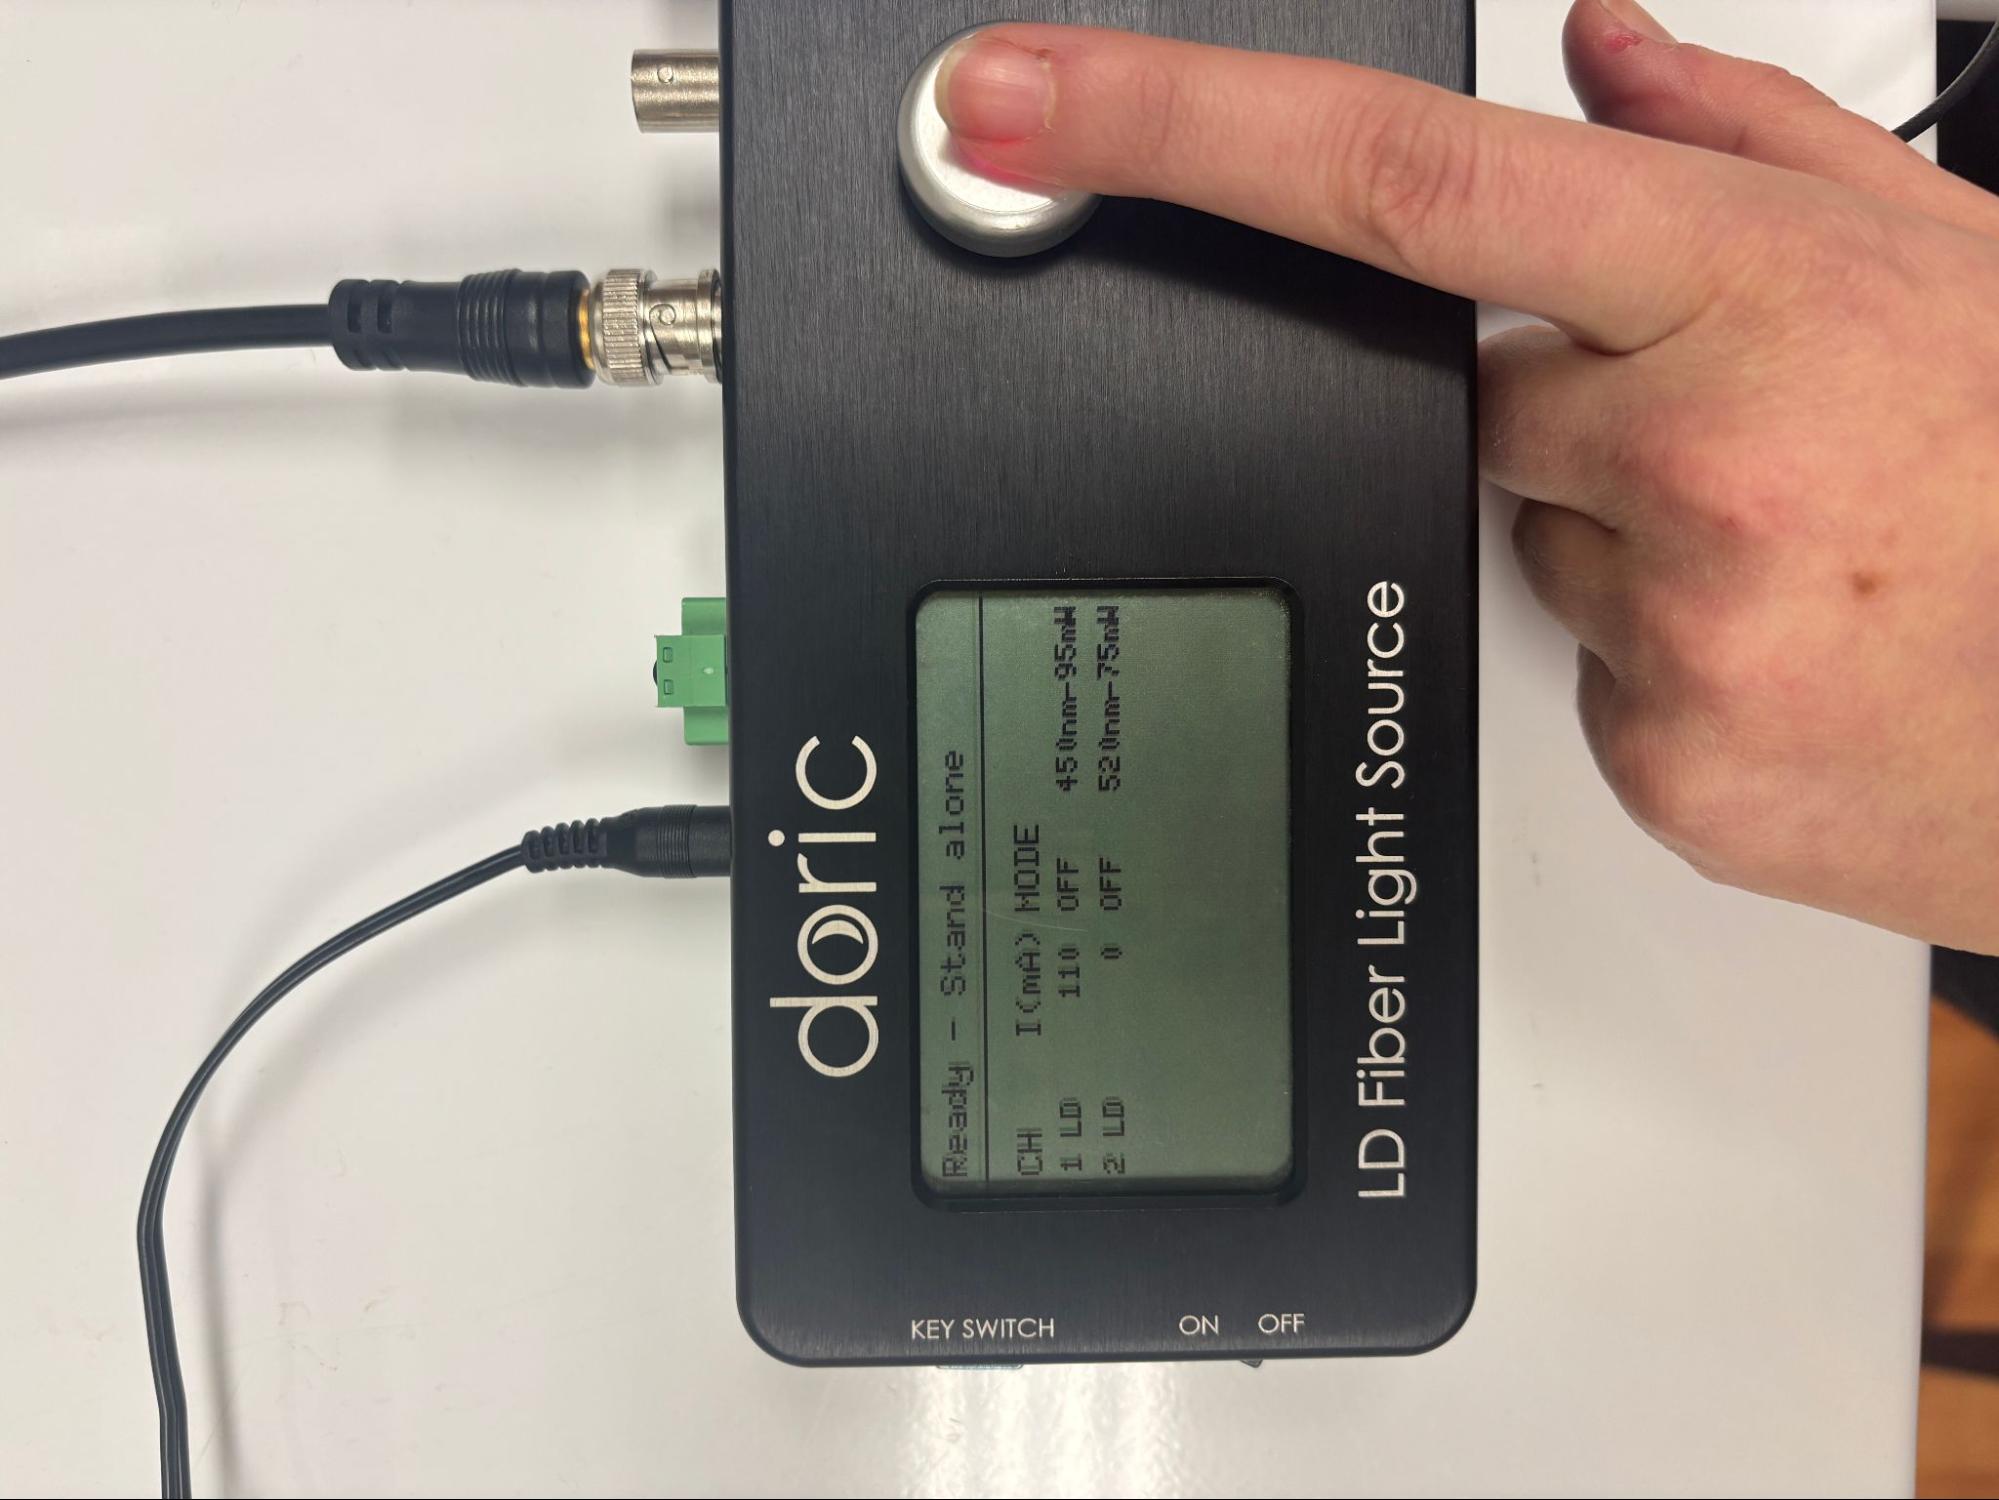 doric
Ready - Stand alone
CH I(mA) MODE
1 LD 110 OFF 450nm-95mW
2 LD 0 OFF 520nm-75mW
LD Fiber Light Source
KEY SWITCH
ON
OFF